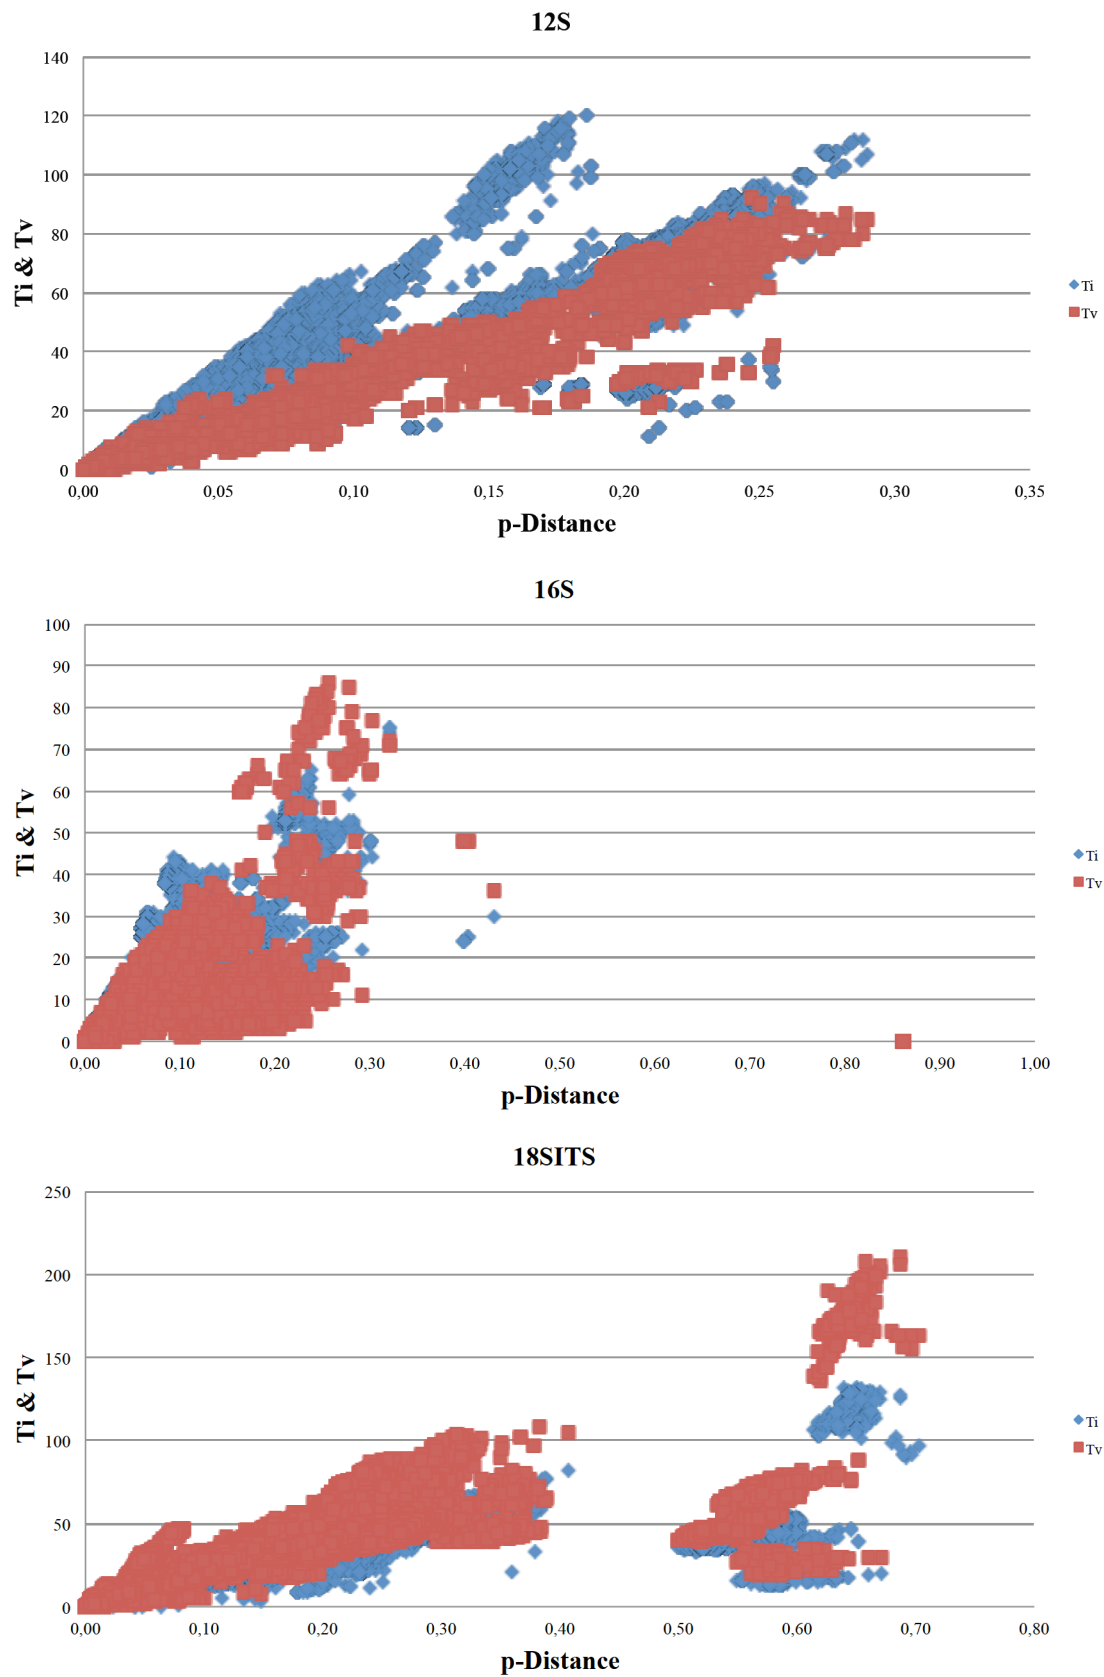 12S
140
120
100
80
60
40
20
0
Ti & Tv
0,00 0,05 0,10 0,15 0,20 0,25 0,30 0,35
p-Distance
Ti
Tv
16S
100
90
80
70
60
50
40
30
20
10
0
Ti & Tv
0,00 0,10 0,20 0,30 0,40 0,50 0,60 0,70 0,80 0,90 1,00
p-Distance
Ti
Tv
18SITS
250
200
150
100
50
0
Ti & Tv
0,00 0,10 0,20 0,30 0,40 0,50 0,60 0,70 0,80
p-Distance
Ti
Tv